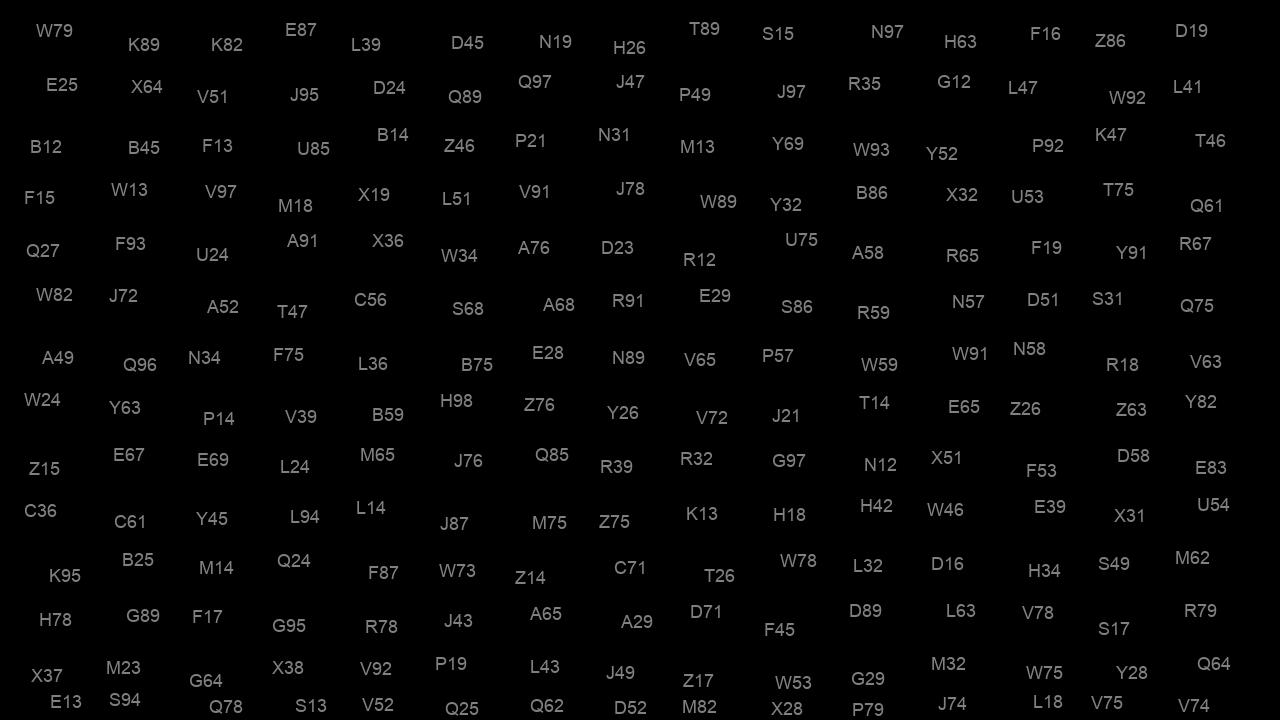 W79 K89 K82 E87 L39 D45 N19 H26 T89 S15 N97 H63 F16 Z86 D19
E25 X64 V51 J95 D24 Q89 Q97 J47 P49 J97 R35 G12 L47 W92 L41
B12 B45 F13 U85 B14 Z46 P21 N31 M13 Y69 W93 Y52 P92 K47 T46
F15 W13 V97 M18 X19 L51 V91 J78 W89 Y32 B86 X32 U53 T75 Q61
Q27 F93 U24 A91 X36 W34 A76 D23 R12 U75 A58 R65 F19 Y91 R67
W82 J72 A52 T47 C56 S68 A68 R91 E29 S86 R59 N57 D51 S31 Q75
A49 Q96 N34 F75 L36 B75 E28 N89 V65 P57 W59 W91 N58 R18 V63
W24 Y63 P14 V39 B59 H98 Z76 Y26 V72 J21 T14 E65 Z26 Z63 Y82
Z15 E67 E69 L24 M65 J76 Q85 R39 R32 G97 N12 X51 F53 D58 E83
C36 C61 Y45 L94 L14 J87 M75 Z75 K13 H18 H42 W46 E39 X31 U54
K95 B25 M14 Q24 F87 W73 Z14 C71 T26 W78 L32 D16 H34 S49 M62
H78 G89 F17 G95 R78 J43 A65 A29 D71 F45 D89 L63 V78 S17 R79
X37 M23 G64 X38 V92 P19 L43 J49 Z17 W53 G29 M32 W75 Y28 Q64
E13 S94 Q78 S13 V52 Q25 Q62 D52 M82 X28 P79 J74 L18 V75 V74